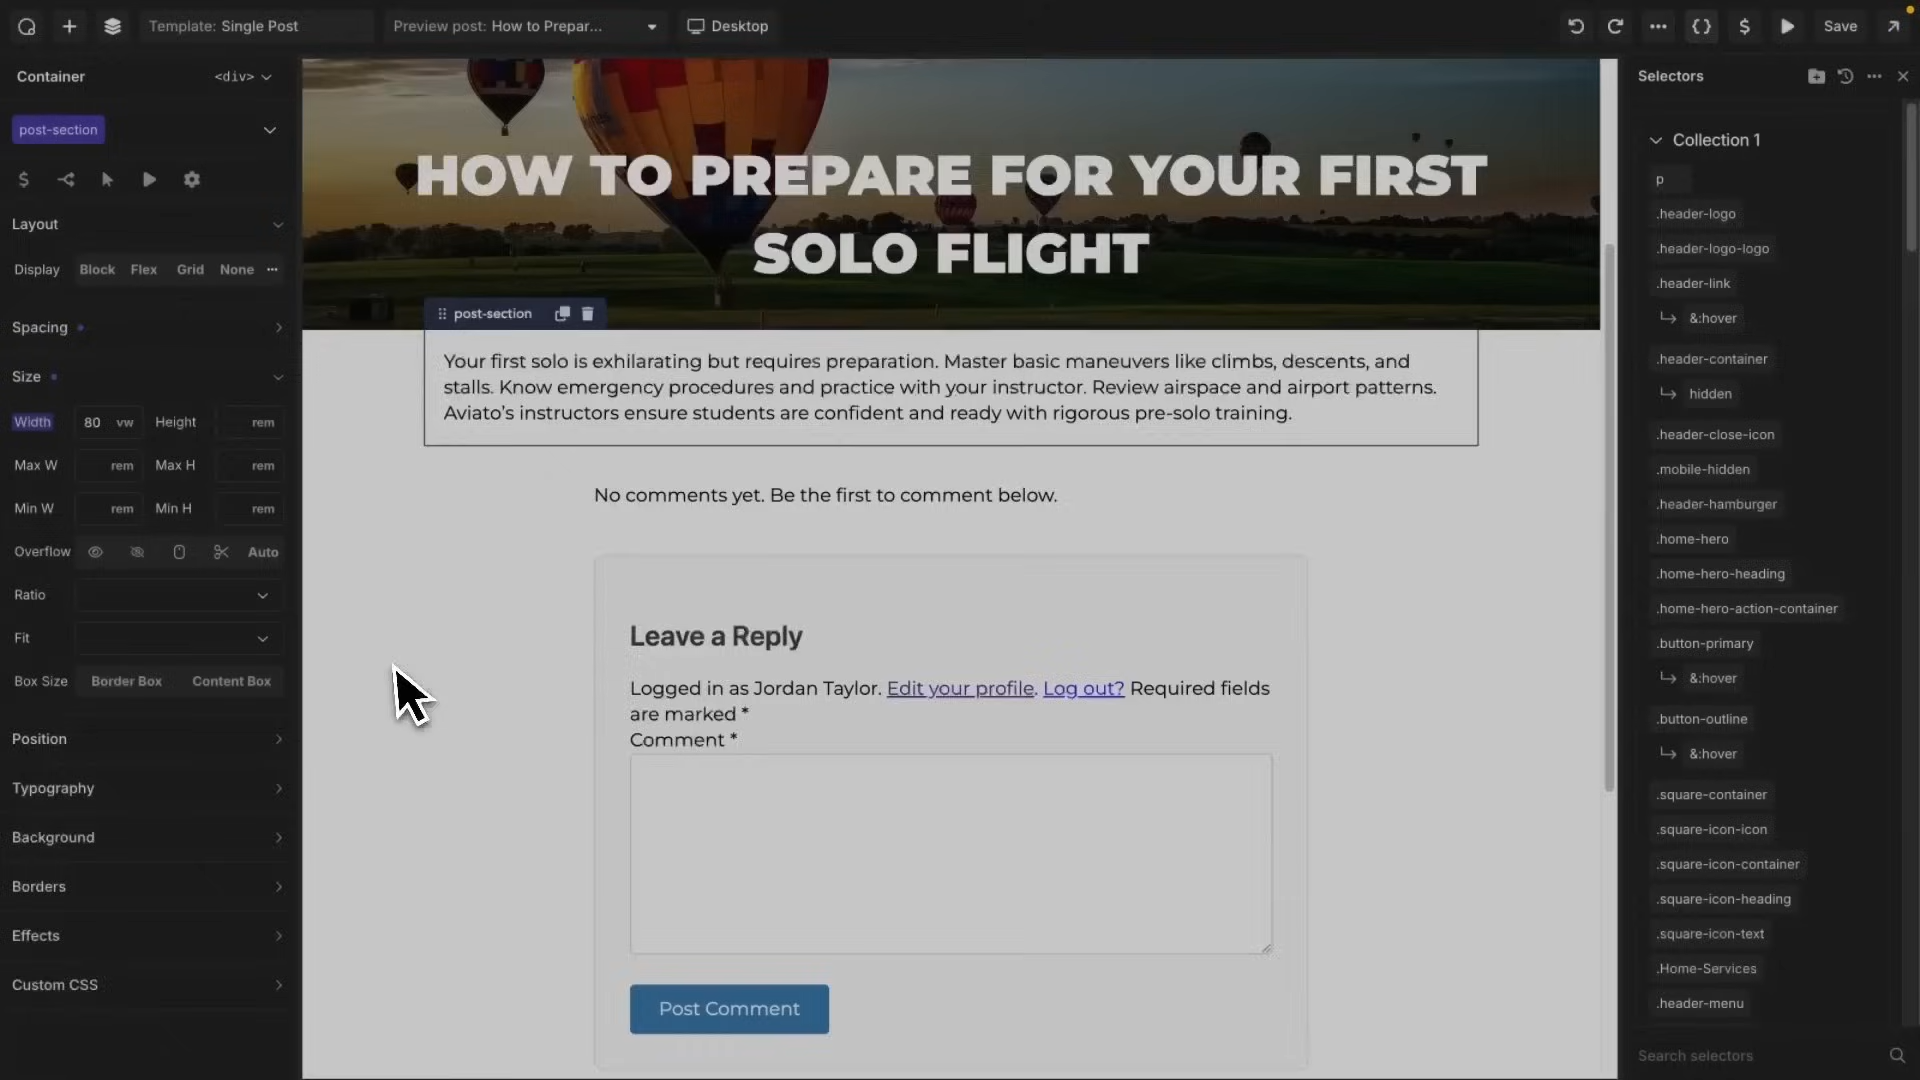 Template: Single Post
Preview post: How to Prepar...
Desktop
$
Save
Container
<div>
post-section
$
Layout
Display Block Flex Grid None
Spacing
Size
Width 80 vw Height rem
Max W rem Max H rem
Min W rem Min H rem
Overflow Auto
Ratio
Fit
Box Size Border Box Content Box
Position
Typography
Background
Borders
Effects
Custom CSS
HOW TO PREPARE FOR YOUR FIRST
SOLO FLIGHT
post-section
Your first solo is exhilarating but requires preparation. Master basic maneuvers like climbs, descents, and
stalls. Know emergency procedures and practice with your instructor. Review airspace and airport patterns.
Aviato’s instructors ensure students are confident and ready with rigorous pre-solo training.
No comments yet. Be the first to comment below.
Leave a Reply
Logged in as Jordan Taylor. Edit your profile. Log out? Required fields
are marked *
Comment *
Post Comment
Selectors
Collection 1
p
.header-logo
.header-logo-logo
.header-link
&:hover
.header-container
hidden
.header-close-icon
.mobile-hidden
.header-hamburger
.home-hero
.home-hero-heading
.home-hero-action-container
.button-primary
&:hover
.button-outline
&:hover
.square-container
.square-icon-icon
.square-icon-container
.square-icon-heading
.square-icon-text
.Home-Services
.header-menu
Search selectors